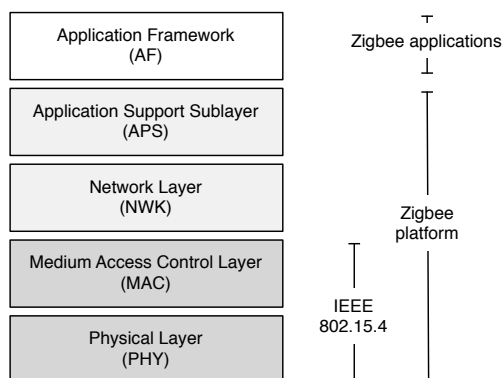 Application Framework
(AF)
Zigbee applications
Application Support Sublayer
(APS)
Network Layer
(NWK)
Zigbee
platform
Medium Access Control Layer
(MAC)
IEEE
802.15.4
Physical Layer
(PHY)